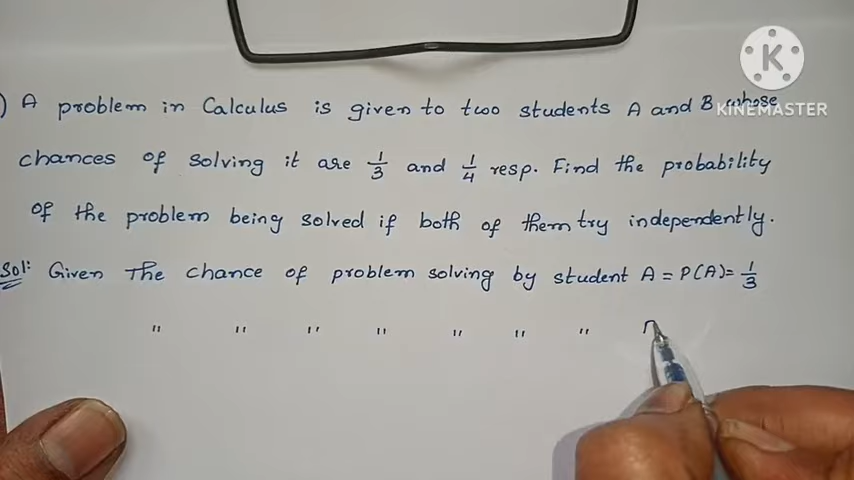 ) A problem in Calculus is given to two students A and B whose
chances of solving it are 1/3 and 1/4 resp. Find the probability
of the problem being solved if both of them try independently.
Sol: Given The chance of problem solving by student A = P(A) = 1/3
" " " " " " "
K
KINEMASTER